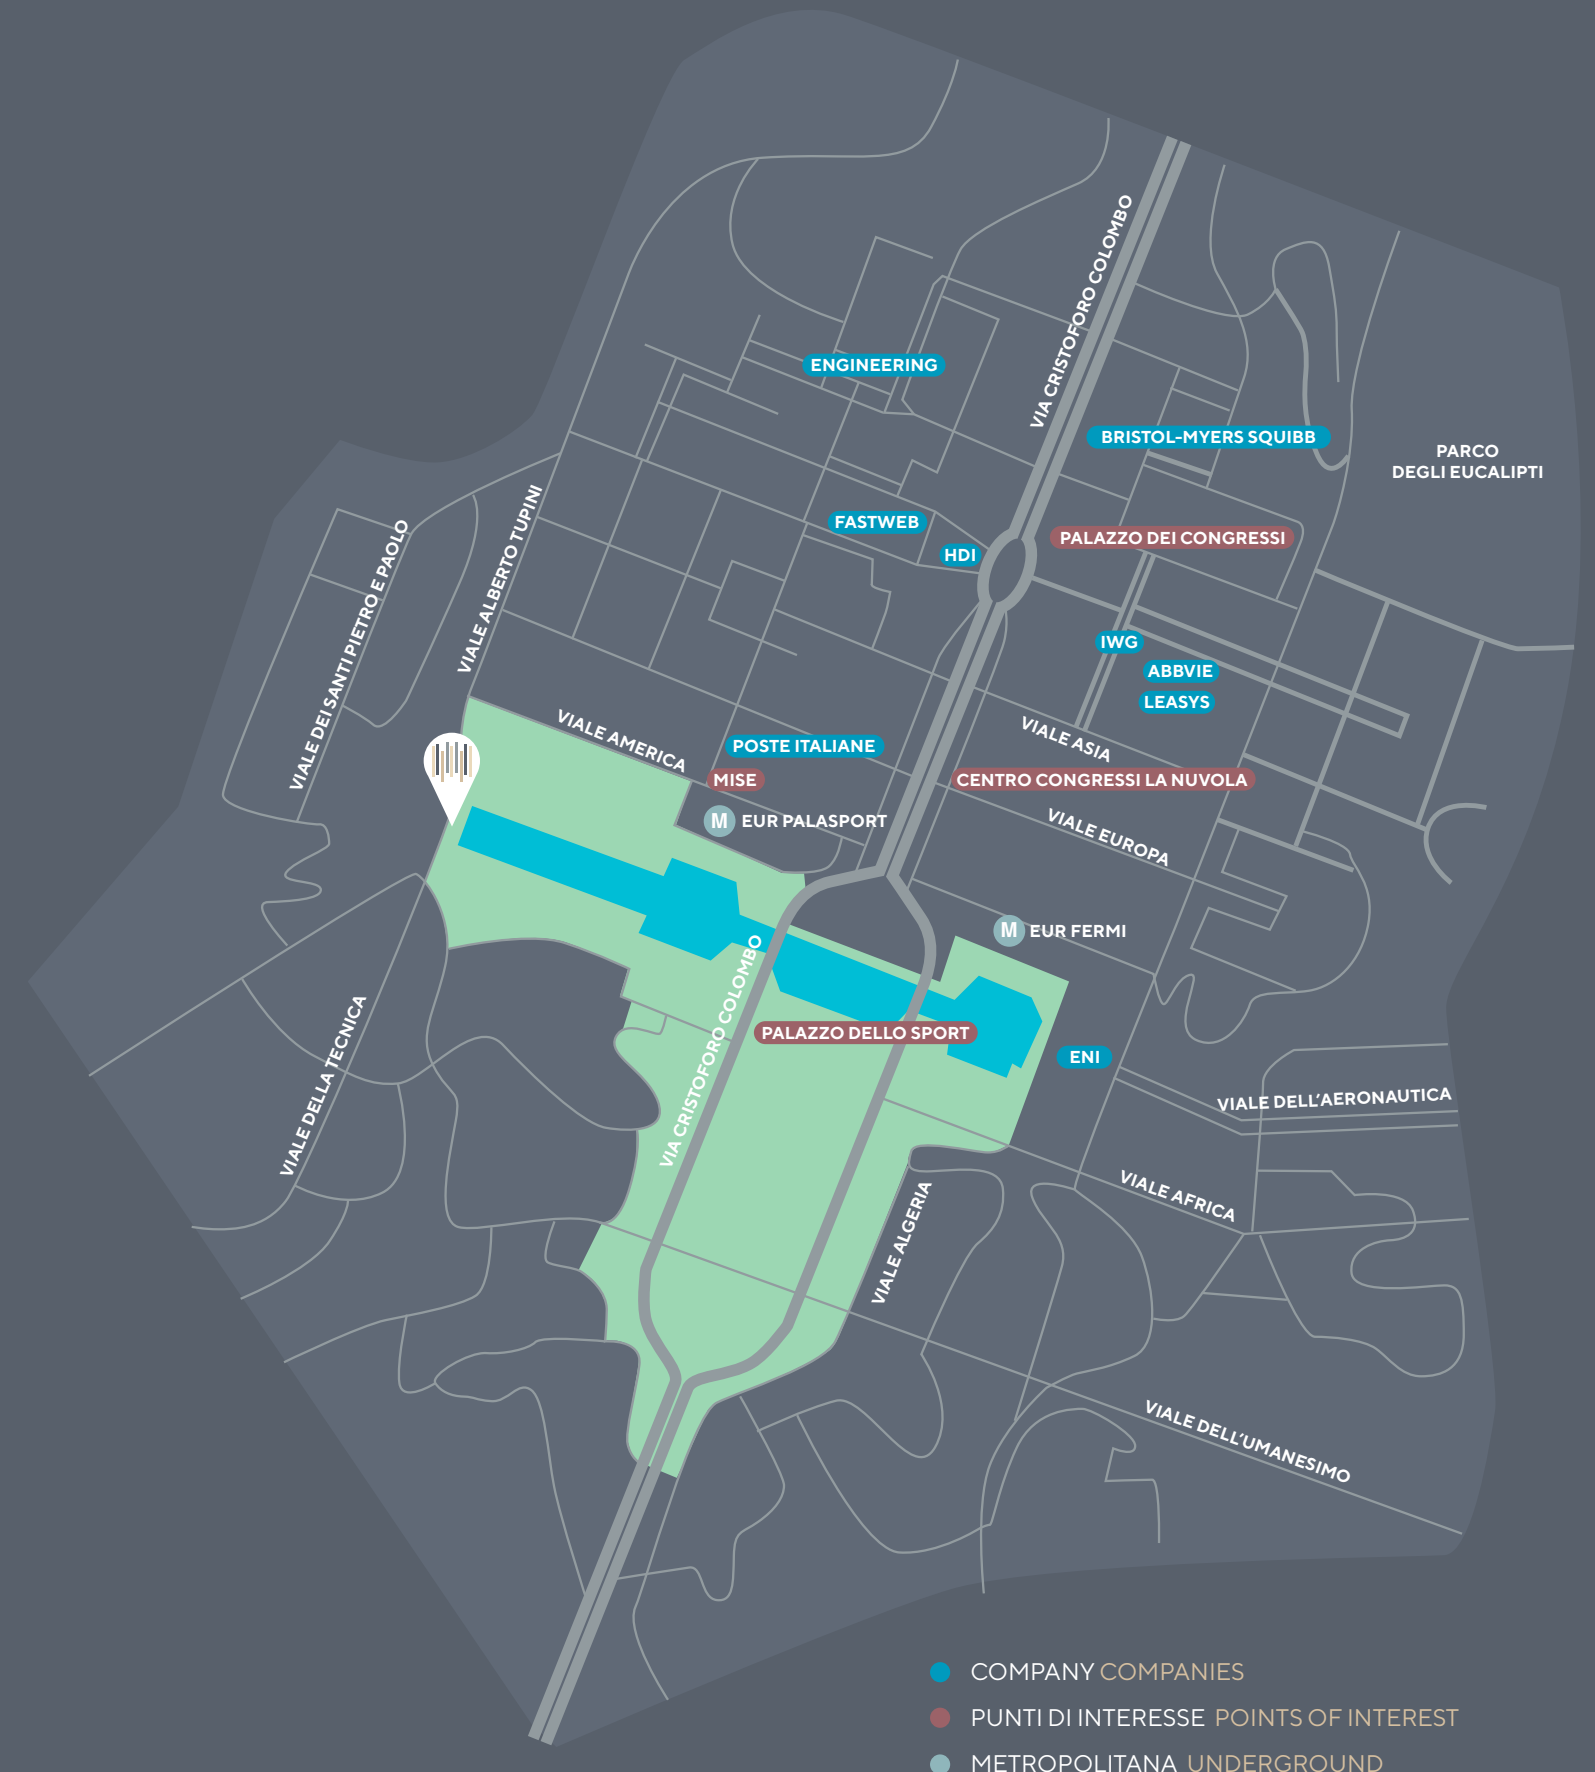 VIA CRISTOFORO COLOMBO
ENGINEERING
BRISTOL-MYERS SQUIBB
PARCO
DEGLI EUCALIPTI
FASTWEB
PALAZZO DEI CONGRESSI
HDI
VIALE ALBERTO TUPINI
VIALE DEI SANTI PIETRO E PAOLO
IWG
ABBVIE
LEASYS
VIALE AMERICA
VIALE ASIA
POSTE ITALIANE
MISE
CENTRO CONGRESSI LA NUVOLA
M EUR PALASPORT
VIALE EUROPA
M EUR FERMI
VIA CRISTOFORO COLOMBO
PALAZZO DELLO SPORT
ENI
VIALE DELLA TECNICA
VIALE DELL'AERONAUTICA
VIALE AFRICA
VIALE ALGERIA
VIALE DELL'UMANESIMO
COMPANY COMPANIES
PUNTI DI INTERESSE POINTS OF INTEREST
METROPOLITANA UNDERGROUND